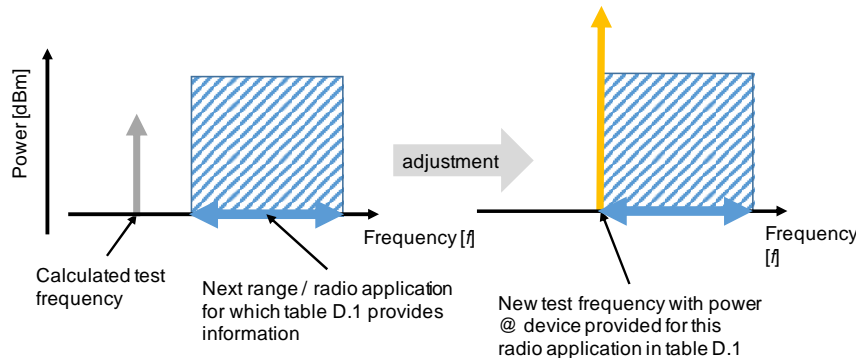 Power [dBm]
adjustment
Frequency [f]
Frequency
[f]
Calculated test
frequency
Next range / radio application
for which table D.1 provides
information
New test frequency with power
@ device provided for this
radio application in table D.1